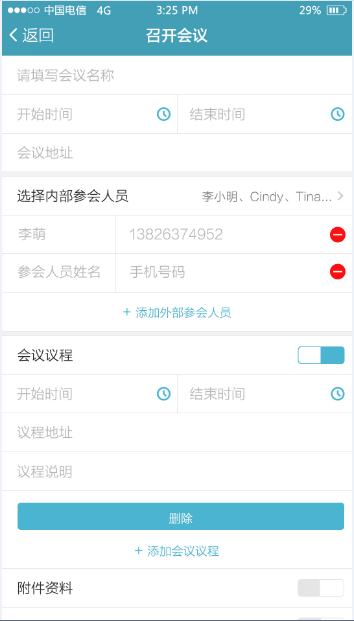 中国电信 4G 3:25 PM 29%
返回 召开会议
请填写会议名称
开始时间 结束时间
会议地址
选择内部参会人员 李小明、Cindy、Tina...
李萌 13826374952
参会人员姓名 手机号码
+ 添加外部参会人员
会议议程
开始时间 结束时间
议程地址
议程说明
删除
+ 添加会议议程
附件资料